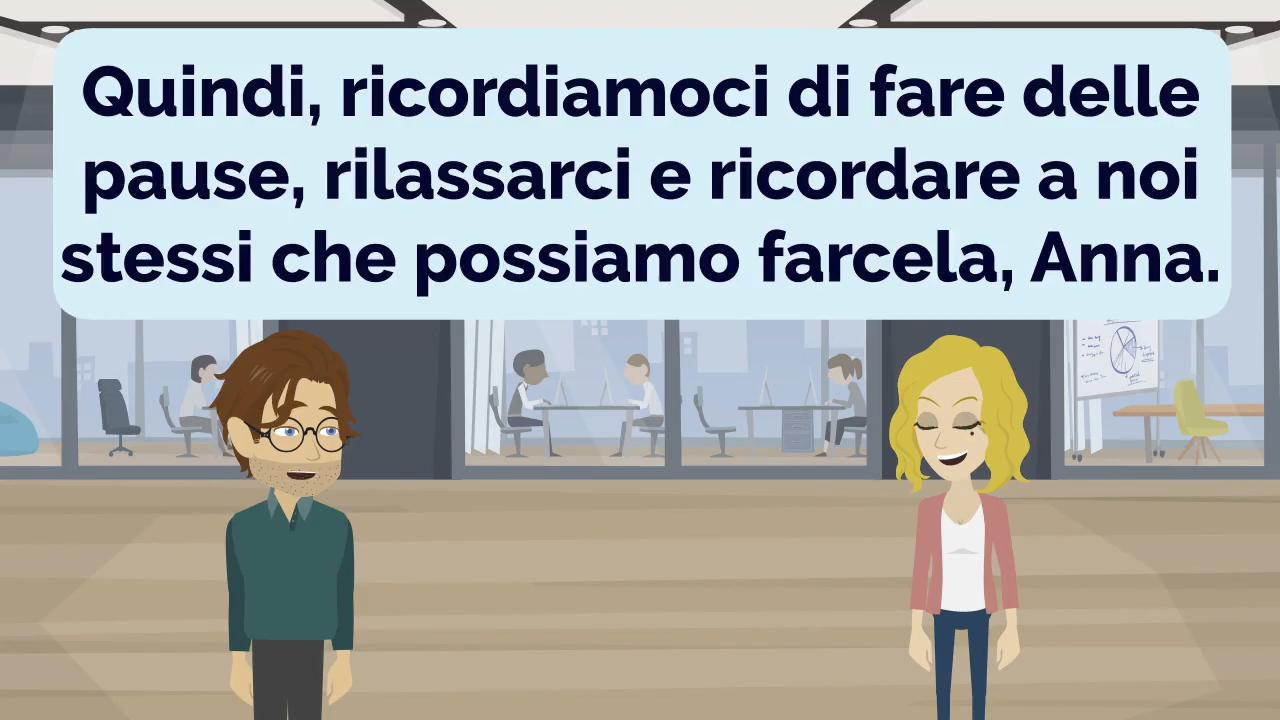 Quindi, ricordiamoci di fare delle
pause, rilassarci e ricordare a noi
stessi che possiamo farcela, Anna.